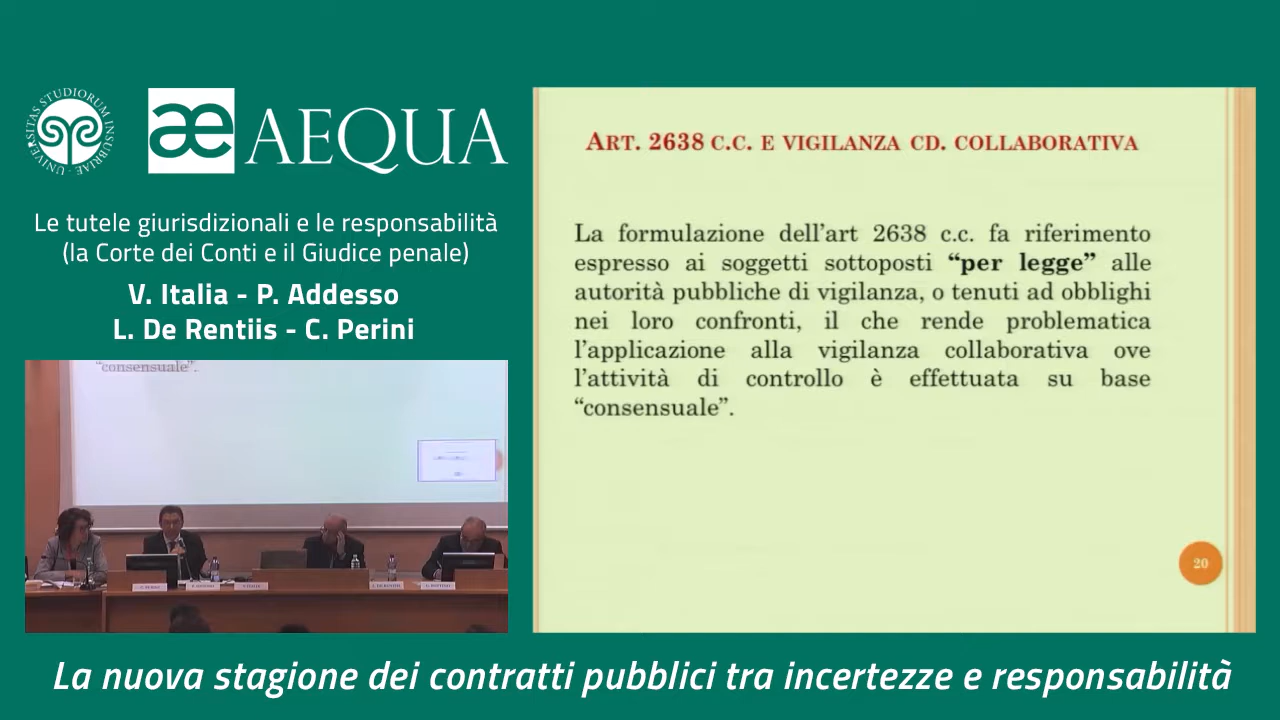 UNIVERSITAS STUDIORUM INSUBRIAE
æ AEQUA
Le tutele giurisdizionali e le responsabilità
(la Corte dei Conti e il Giudice penale)
V. Italia - P. Addesso
L. De Rentiis - C. Perini
“consensuale”.
ART. 2638 C.C. E VIGILANZA CD. COLLABORATIVA
La formulazione dell’art 2638 c.c. fa riferimento
espresso ai soggetti sottoposti “per legge” alle
autorità pubbliche di vigilanza, o tenuti ad obblighi
nei loro confronti, il che rende problematica
l’applicazione alla vigilanza collaborativa ove
l’attività di controllo è effettuata su base
“consensuale”.
20
La nuova stagione dei contratti pubblici tra incertezze e responsabilità